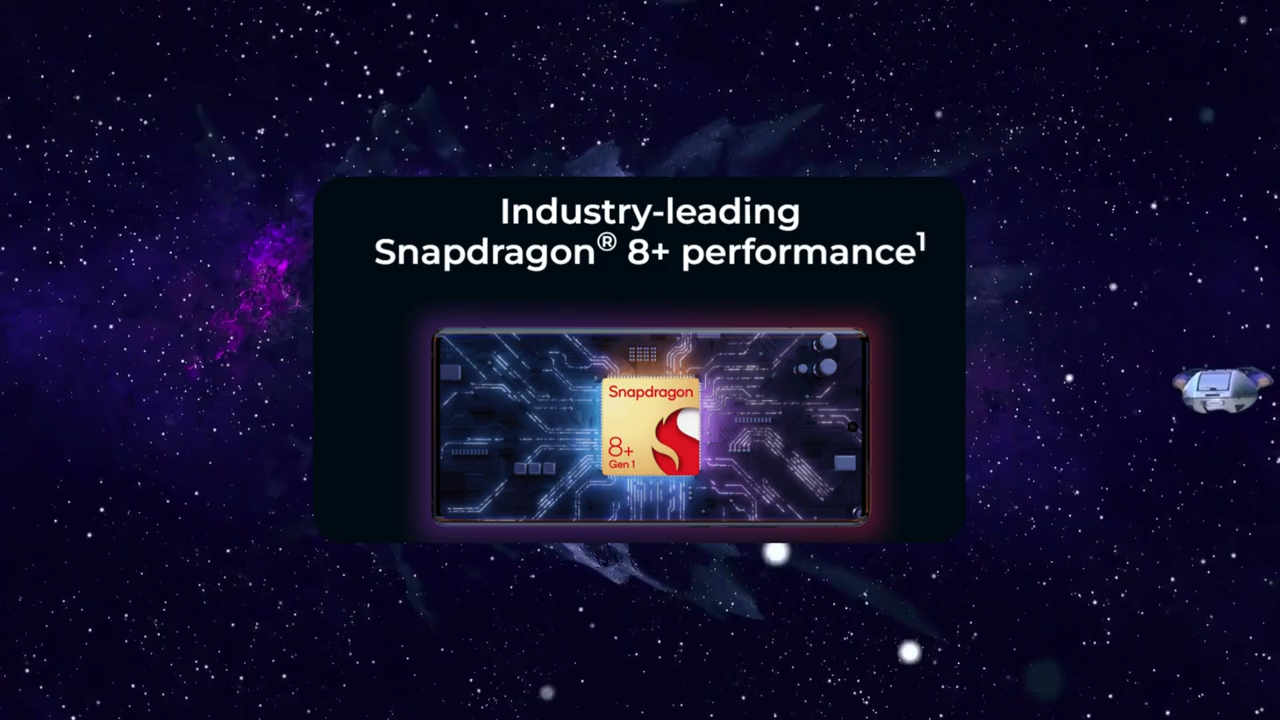 Industry-leading
Snapdragon® 8+ performance¹
Snapdragon
8+
Gen 1